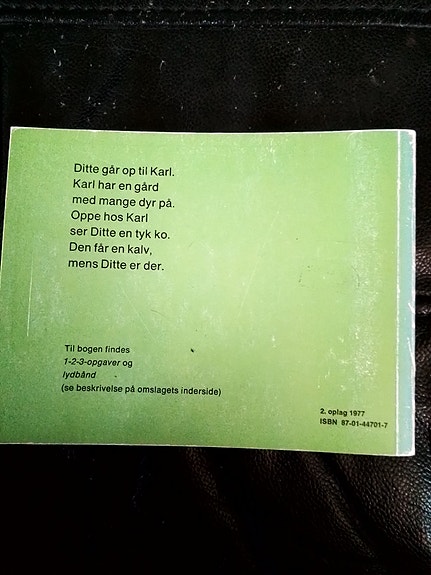 Ditte går op til Karl.
Karl har en gård
med mange dyr på.
Oppe hos Karl
ser Ditte en tyk ko.
Den får en kalv,
mens Ditte er der.
Til bogen findes
1-2-3-opgaver og
lydbånd
(se beskrivelse på omslagets inderside)
2. oplag 1977
ISBN 87-01-44701-7